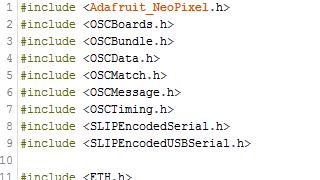 1 #include <Adafruit_NeoPixel.h>
2 #include <OSCBoards.h>
3 #include <OSCBundle.h>
4 #include <OSCData.h>
5 #include <OSCMatch.h>
6 #include <OSCMessage.h>
7 #include <OSCTiming.h>
8 #include <SLIPEncodedSerial.h>
9 #include <SLIPEncodedUSBSerial.h>
10
11 #include <ETH.h>